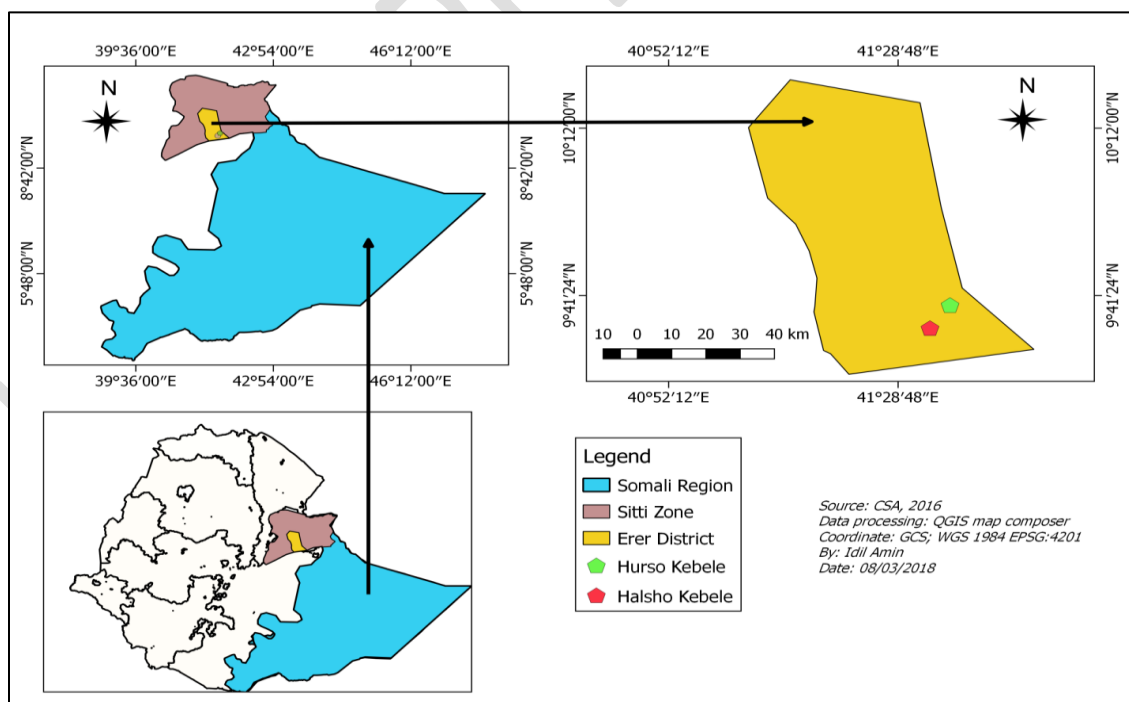 39°36'00"E 42°54'00"E 46°12'00"E
N
8°42'00"N 8°42'00"N
5°48'00"N 5°48'00"N
39°36'00"E 42°54'00"E 46°12'00"E
40°52'12"E 41°28'48"E
N
10°12'00"N 10°12'00"N
9°41'24"N 9°41'24"N
10 0 10 20 30 40 km
40°52'12"E 41°28'48"E
Legend
Somali Region
Sitti Zone
Erer District
Hurso Kebele
Halsho Kebele
Source: CSA, 2016
Data processing: QGIS map composer
Coordinate: GCS; WGS 1984 EPSG:4201
By: Idil Amin
Date: 08/03/2018